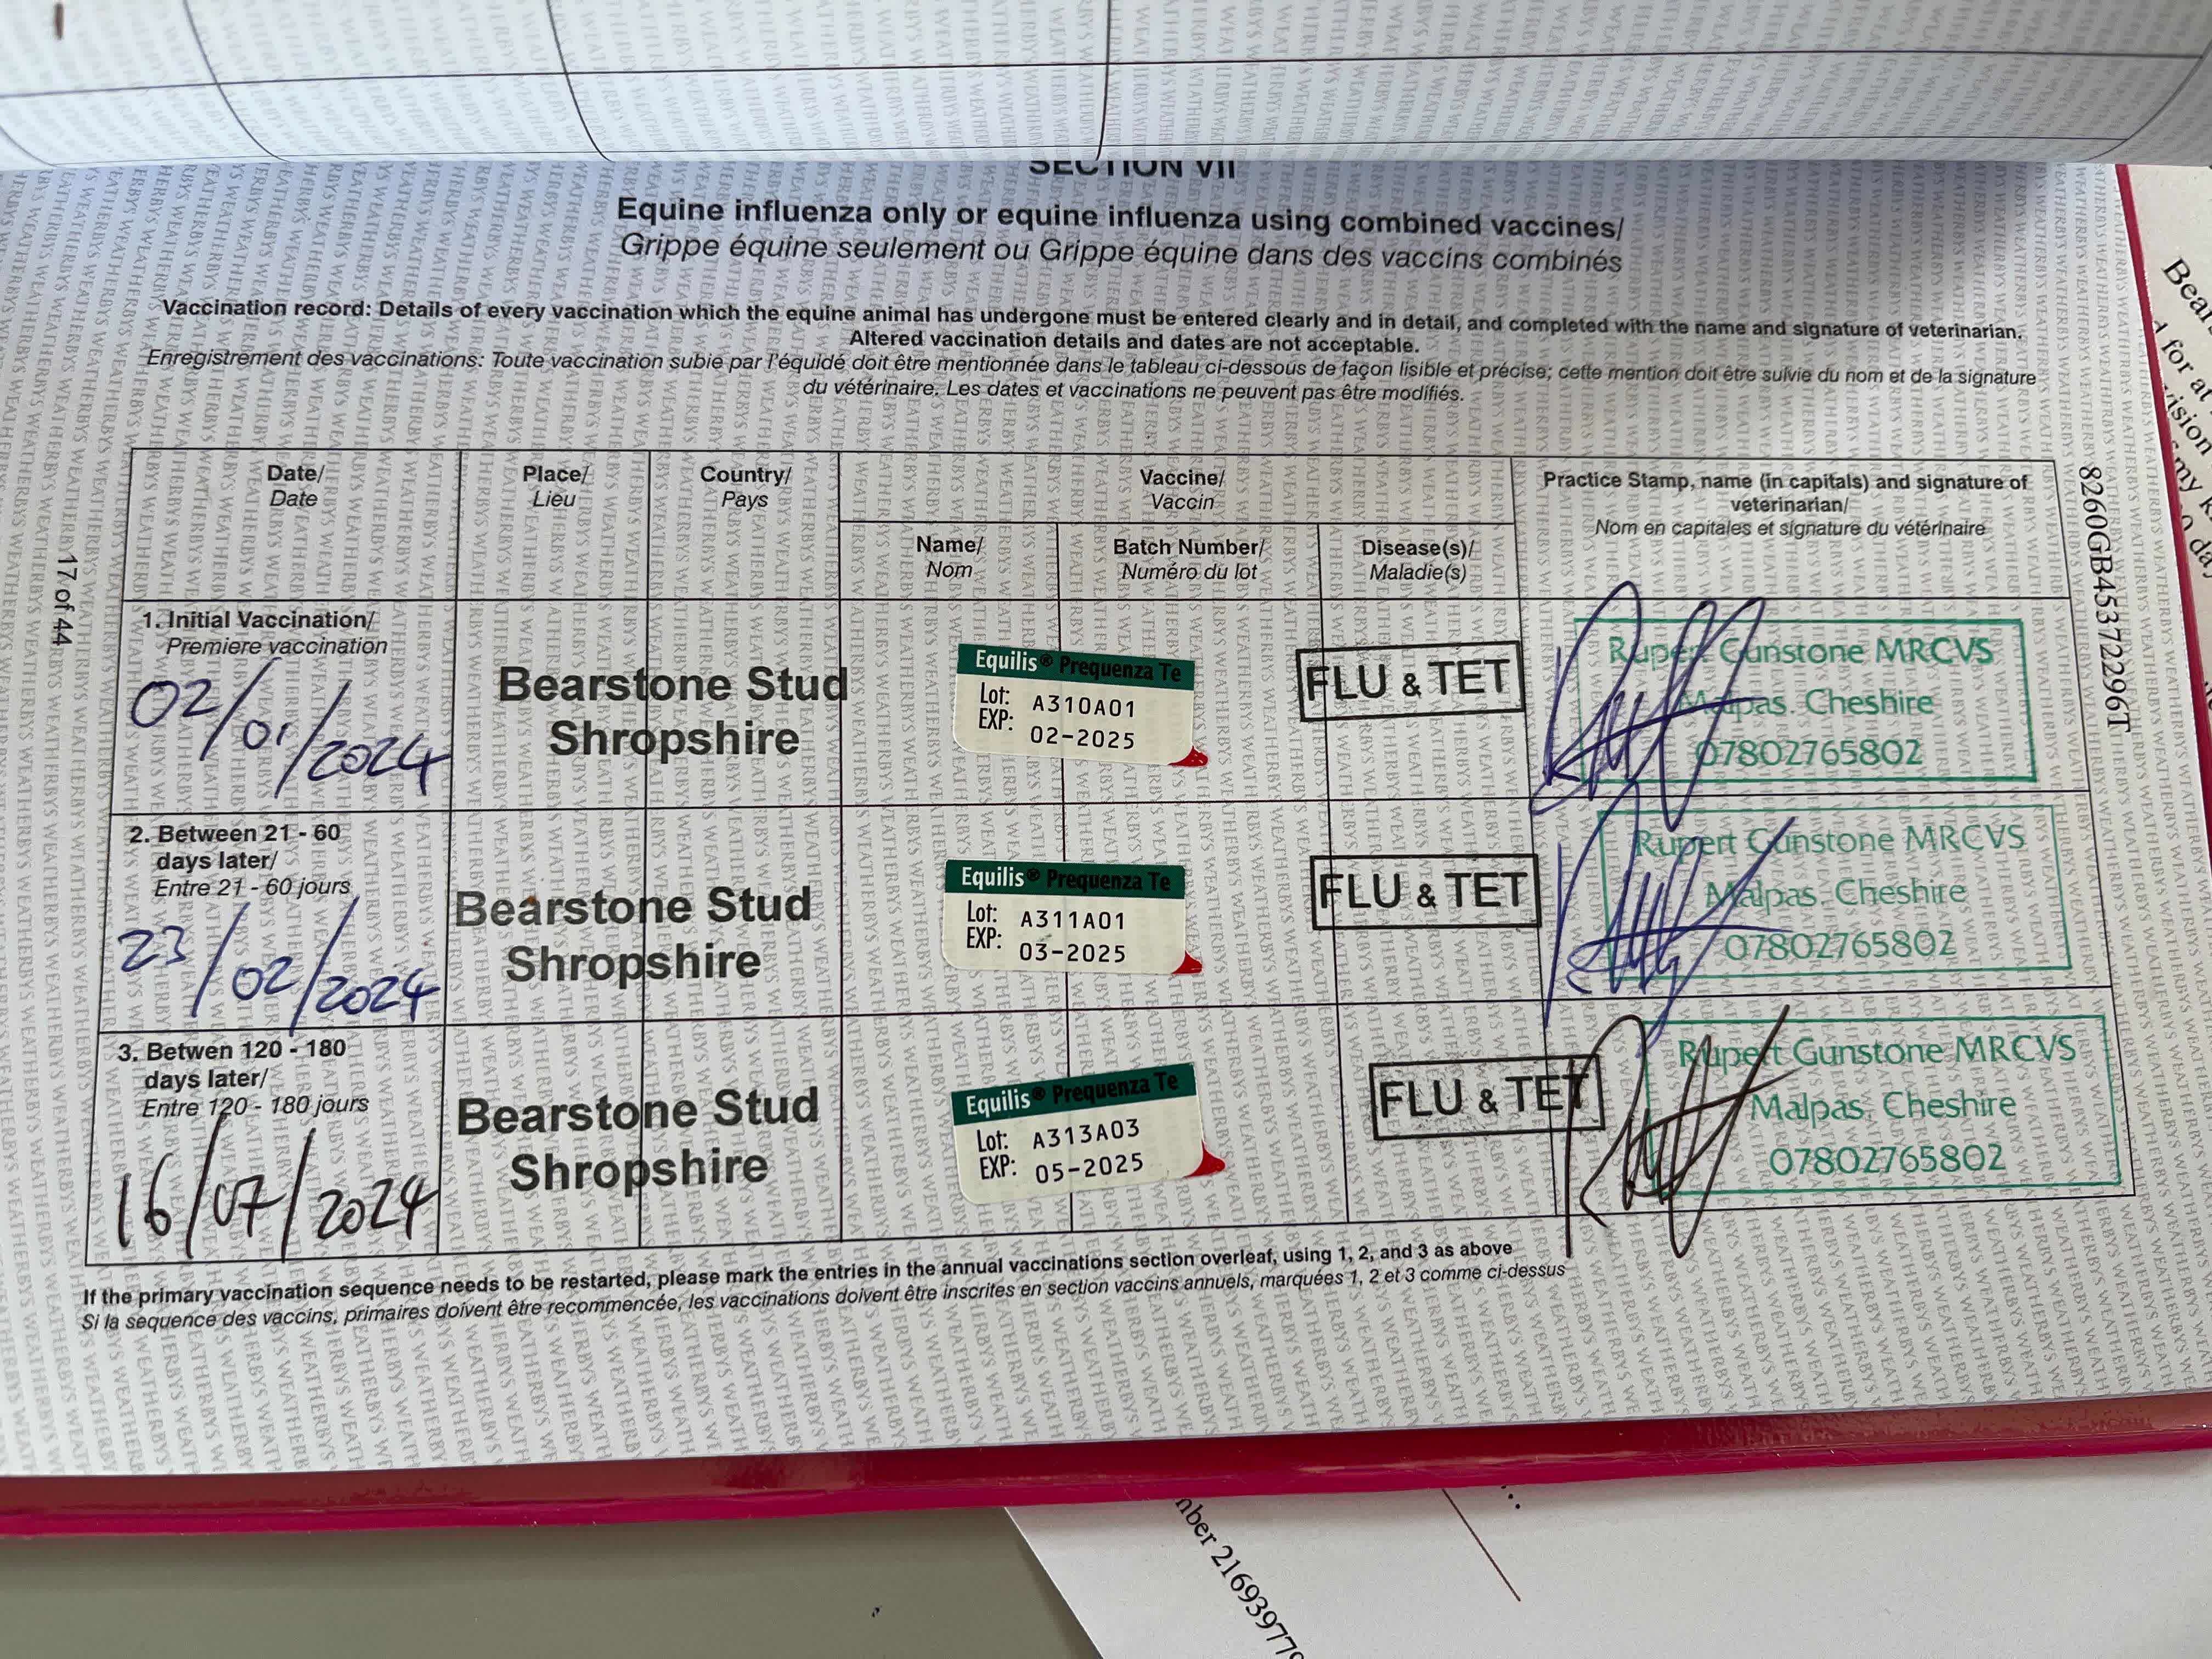 SECTION VII
Equine influenza only or equine influenza using combined vaccines/
Grippe équine seulement ou Grippe équine dans des vaccins combinés
Vaccination record: Details of every vaccination which the equine animal has undergone must be entered clearly and in detail, and completed with the name and signature of veterinarian.
Altered vaccination details and dates are not acceptable.
Enregistrement des vaccinations: Toute vaccination subie par l'équidé doit être mentionnée dans le tableau ci-dessous de façon lisible et précise; cette mention doit être suivie du nom et de la signature
du vétérinaire. Les dates et vaccinations ne peuvent pas être modifiés.
Date/
Date
Place/
Lieu
Country/
Pays
Vaccine/
Vaccin
Name/
Nom
Batch Number/
Numéro du lot
Disease(s)/
Maladie(s)
Practice Stamp, name (in capitals) and signature of
veterinarian/
Nom en capitales et signature du vétérinaire
1. Initial Vaccination/
Premiere vaccination
02/01/2024
Bearstone Stud
Shropshire
Equilis® Prequenza Te
Lot: A310A01
EXP: 02-2025
FLU & TET
Rupert Gunstone MRCVS
Malpas. Cheshire
07802765802
2. Between 21 - 60
days later/
Entre 21 - 60 jours
23/02/2024
Bearstone Stud
Shropshire
Equilis® Prequenza Te
Lot: A311A01
EXP: 03-2025
FLU & TET
Rupert Gunstone MRCVS
Malpas. Cheshire
07802765802
3. Betwen 120 - 180
days later/
Entre 120 - 180 jours
16/07/2024
Bearstone Stud
Shropshire
Equilis® Prequenza Te
Lot: A313A03
EXP: 05-2025
FLU & TET
Rupert Gunstone MRCVS
Malpas. Cheshire
07802765802
If the primary vaccination sequence needs to be restarted, please mark the entries in the annual vaccinations section overleaf, using 1, 2, and 3 as above
Si la sequence des vaccins, primaires doivent être recommencée, les vaccinations doivent être inscrites en section vaccins annuels, marquées 1, 2 et 3 comme ci-dessus
17 of 44
8260GB45372296T
WEATHERBYS
Bear
for at
my